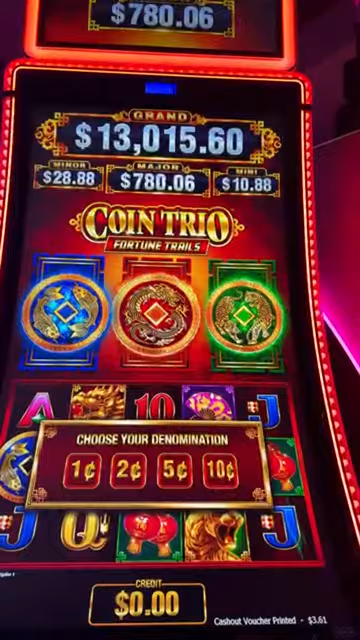 $780.06
GRAND
$13,015.60
MINOR
$28.88
MAJOR
$780.06
MINI
$10.88
COIN TRIO
FORTUNE TRAILS
A
10
J
CHOOSE YOUR DENOMINATION
1¢ 2¢ 5¢ 10¢
J
Q
J
CREDIT
$0.00
Cashout Voucher Printed - $3.61